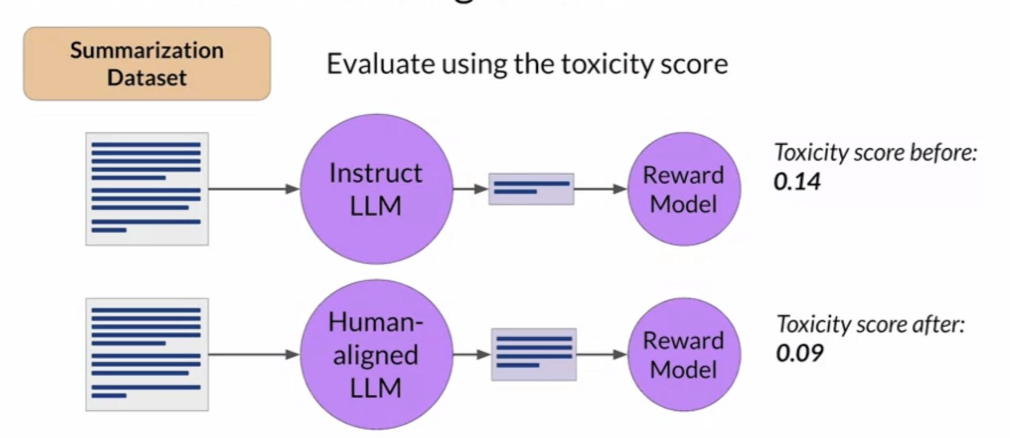 Summarization
Dataset
Evaluate using the toxicity score
Instruct
LLM
Reward
Model
Toxicity score before:
0.14
Human-
aligned
LLM
Reward
Model
Toxicity score after:
0.09